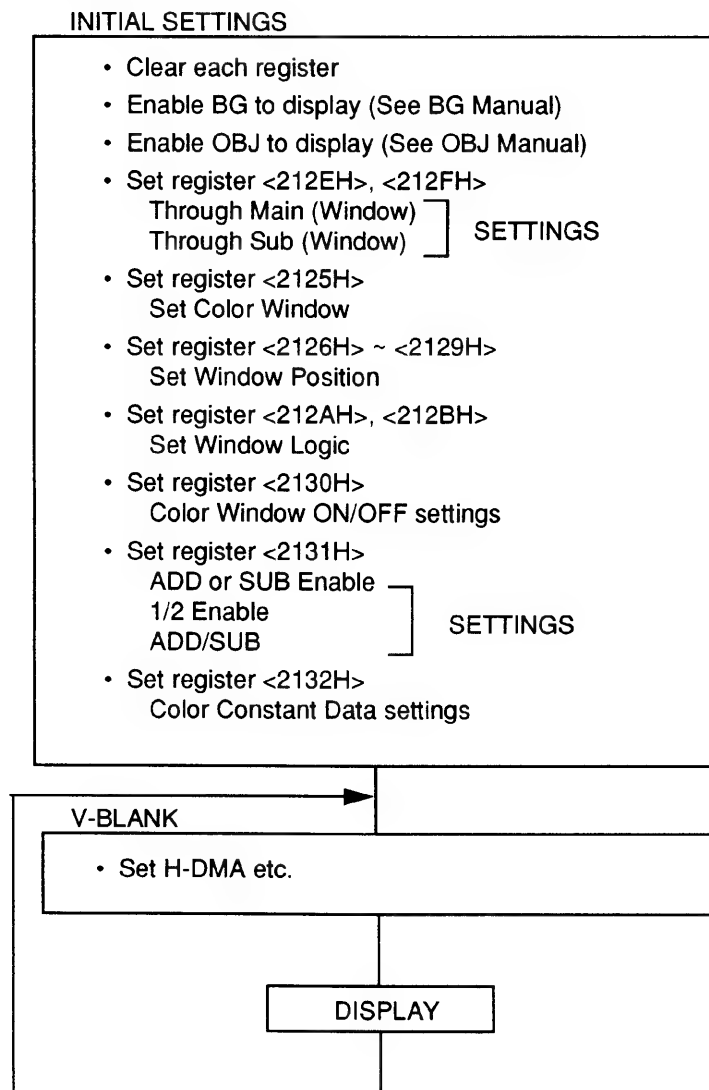 INITIAL SETTINGS
• Clear each register
• Enable BG to display (See BG Manual)
• Enable OBJ to display (See OBJ Manual)
• Set register <212EH>, <212FH>
Through Main (Window)
Through Sub (Window)
SETTINGS
• Set register <2125H>
Set Color Window
• Set register <2126H> ~ <2129H>
Set Window Position
• Set register <212AH>, <212BH>
Set Window Logic
• Set register <2130H>
Color Window ON/OFF settings
• Set register <2131H>
ADD or SUB Enable
1/2 Enable
ADD/SUB
SETTINGS
• Set register <2132H>
Color Constant Data settings
V-BLANK
• Set H-DMA etc.
DISPLAY